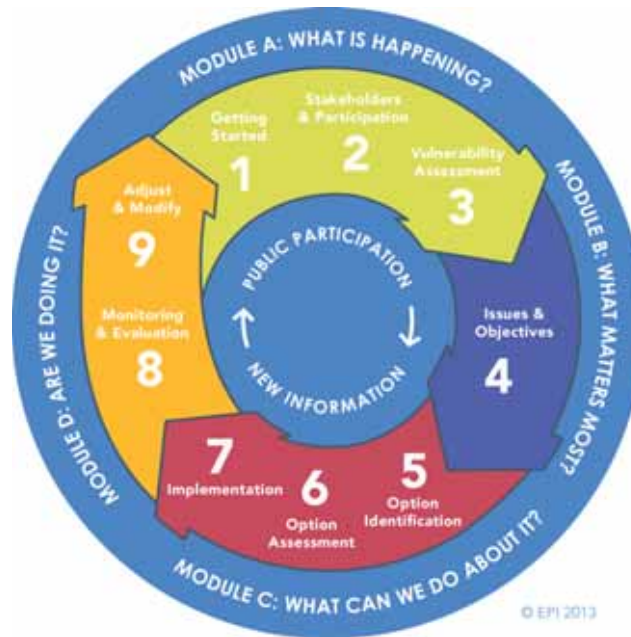 MODULE A: WHAT IS HAPPENING?
Getting
Started
1
Stakeholders
& Participation
2
Vulnerability
Assessment
3
MODULE B: WHAT MATTERS MOST?
Issues &
Objectives
4
MODULE C: WHAT CAN WE DO ABOUT IT?
5
Option
Identification
6
Option
Assessment
7
Implementation
MODULE D: ARE WE DOING IT?
Monitoring
& Evaluation
8
Adjust
& Modify
9
PUBLIC PARTICIPATION
NEW INFORMATION
© EPI 2013